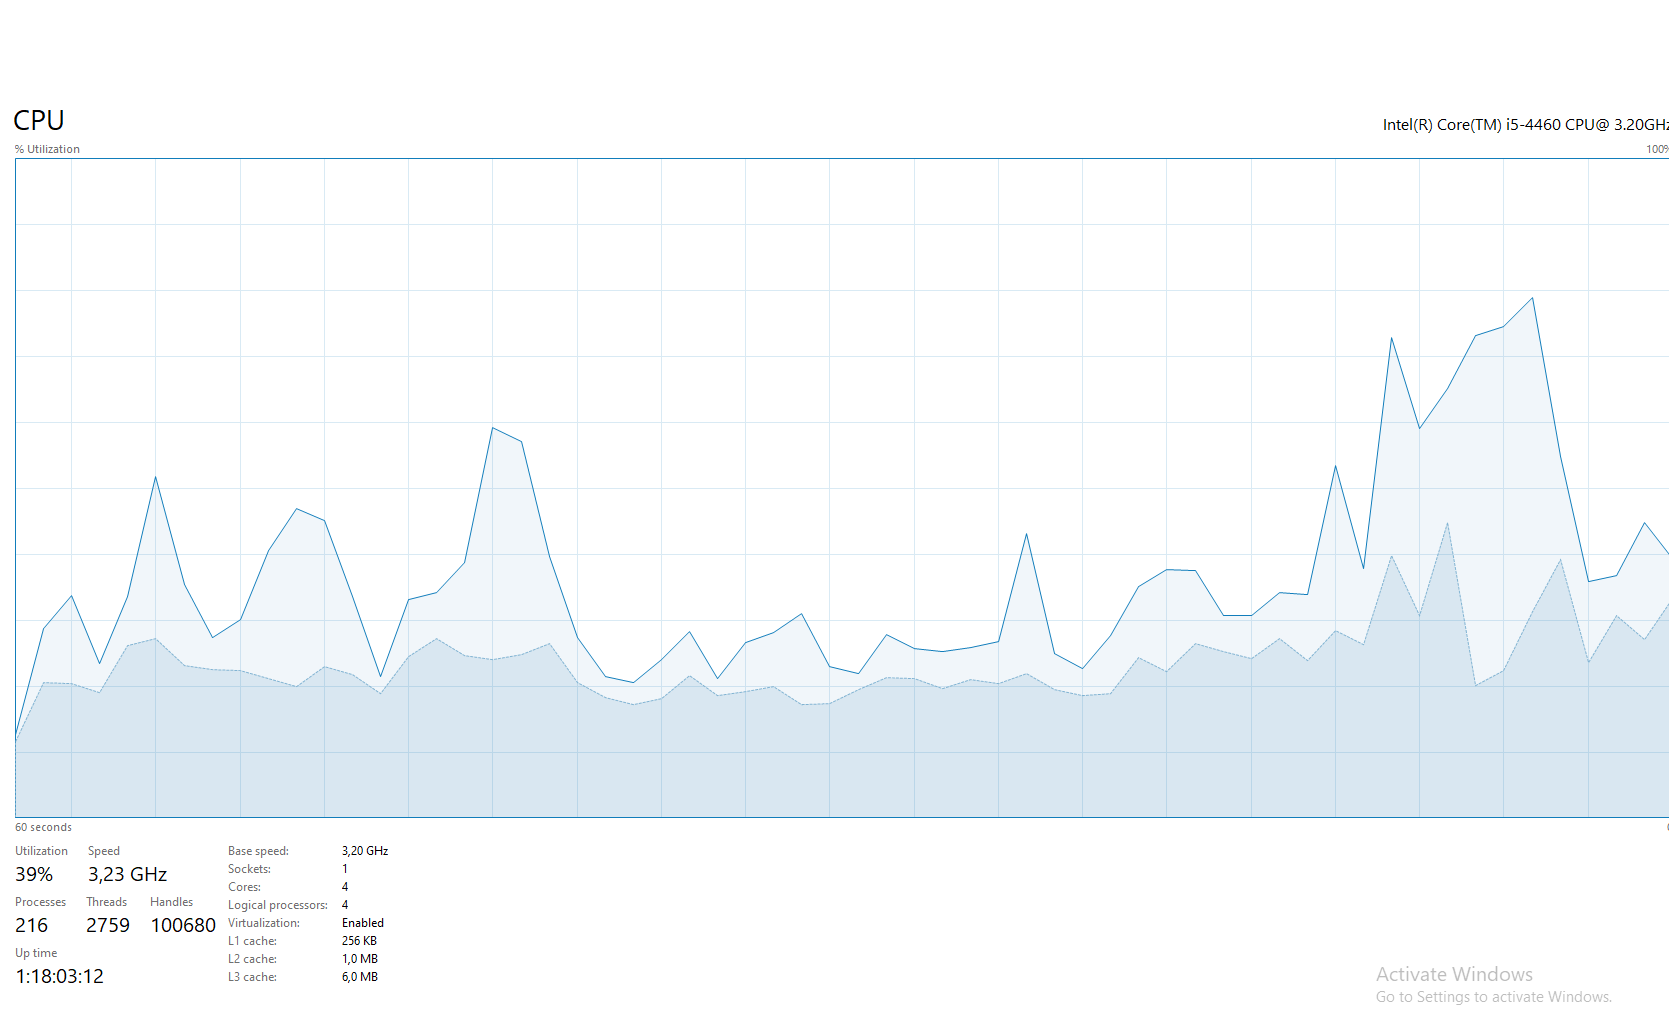 CPU
Intel(R) Core(TM) i5-4460 CPU@ 3.20GHz
% Utilization
100%
60 seconds
Utilization Speed
39% 3,23 GHz
Processes Threads Handles
216 2759 100680
Up time
1:18:03:12
Base speed: 3,20 GHz
Sockets: 1
Cores: 4
Logical processors: 4
Virtualization: Enabled
L1 cache: 256 KB
L2 cache: 1,0 MB
L3 cache: 6,0 MB
Activate Windows
Go to Settings to activate Windows.